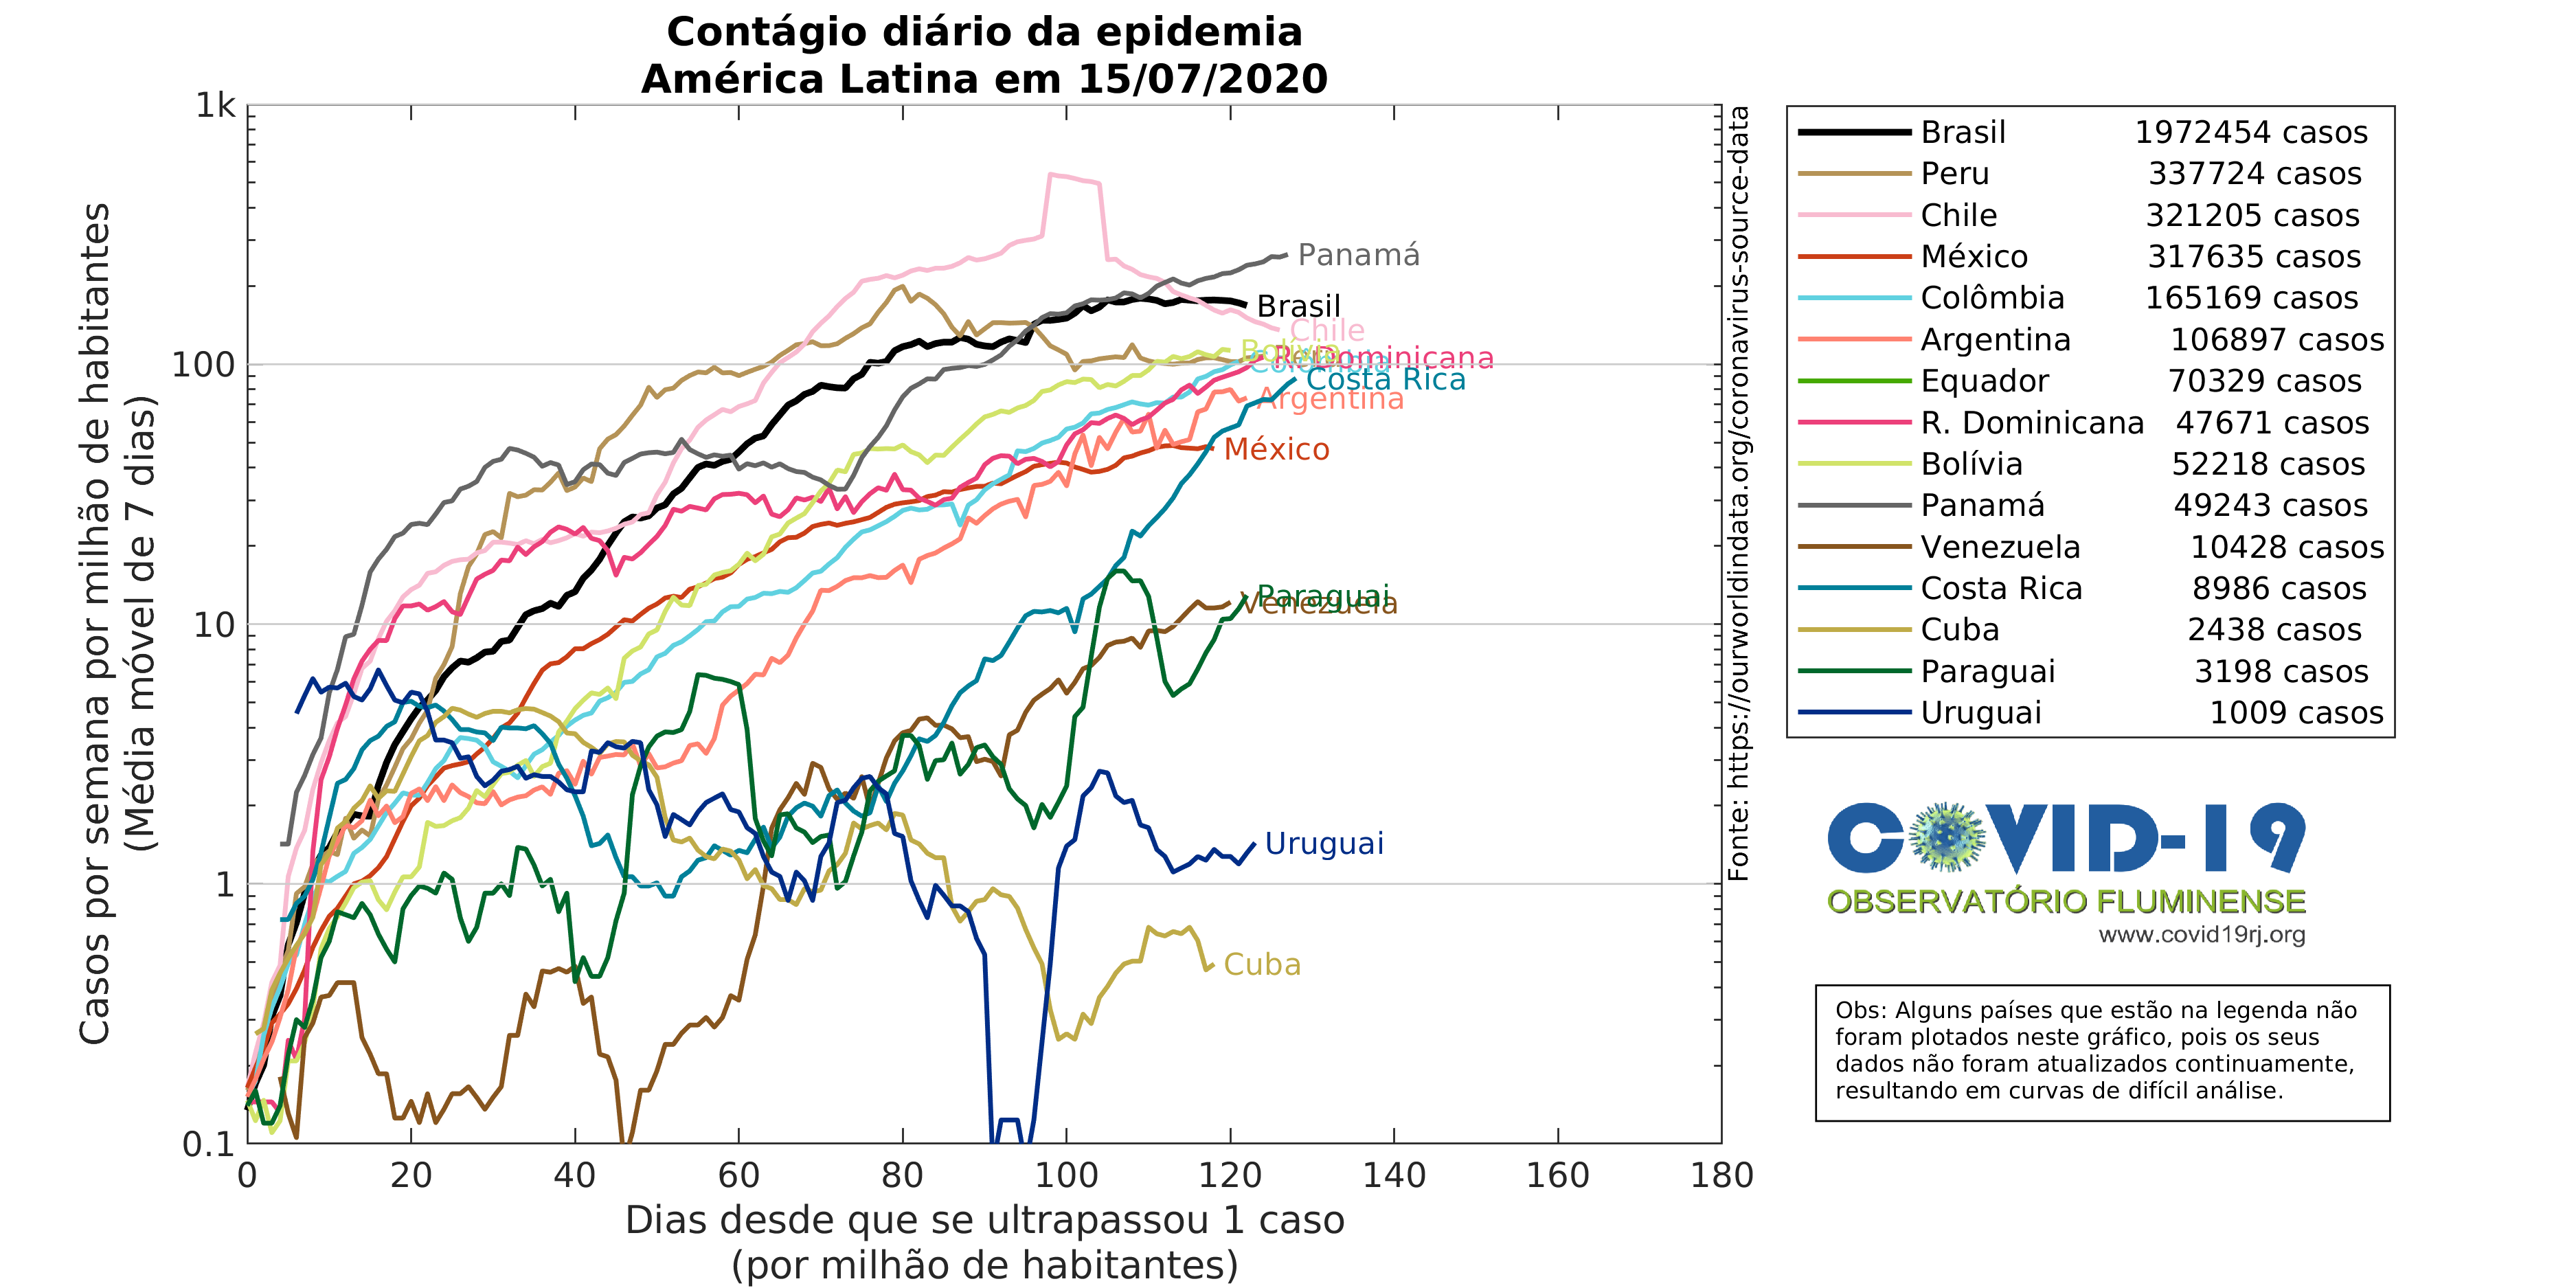 Contágio diário da epidemia
América Latina em 15/07/2020
Casos por semana por milhão de habitantes
(Média móvel de 7 dias)
1k
100
10
1
0.1
0
20
40
60
80
100
120
140
160
180
Dias desde que se ultrapassou 1 caso
(por milhão de habitantes)
Panamá
Brasil
Chile
Bolívia
R. Dominicana
Peru
Colômbia
Costa Rica
Argentina
México
Paraguai
Venezuela
Uruguai
Cuba
Fonte: https://ourworldindata.org/coronavirus-source-data
Brasil 1972454 casos
Peru 337724 casos
Chile 321205 casos
México 317635 casos
Colômbia 165169 casos
Argentina 106897 casos
Equador 70329 casos
R. Dominicana 47671 casos
Bolívia 52218 casos
Panamá 49243 casos
Venezuela 10428 casos
Costa Rica 8986 casos
Cuba 2438 casos
Paraguai 3198 casos
Uruguai 1009 casos
COVID-19
OBSERVATÓRIO FLUMINENSE
www.covid19rj.org
Obs: Alguns países que estão na legenda não
foram plotados neste gráfico, pois os seus
dados não foram atualizados continuamente,
resultando em curvas de difícil análise.